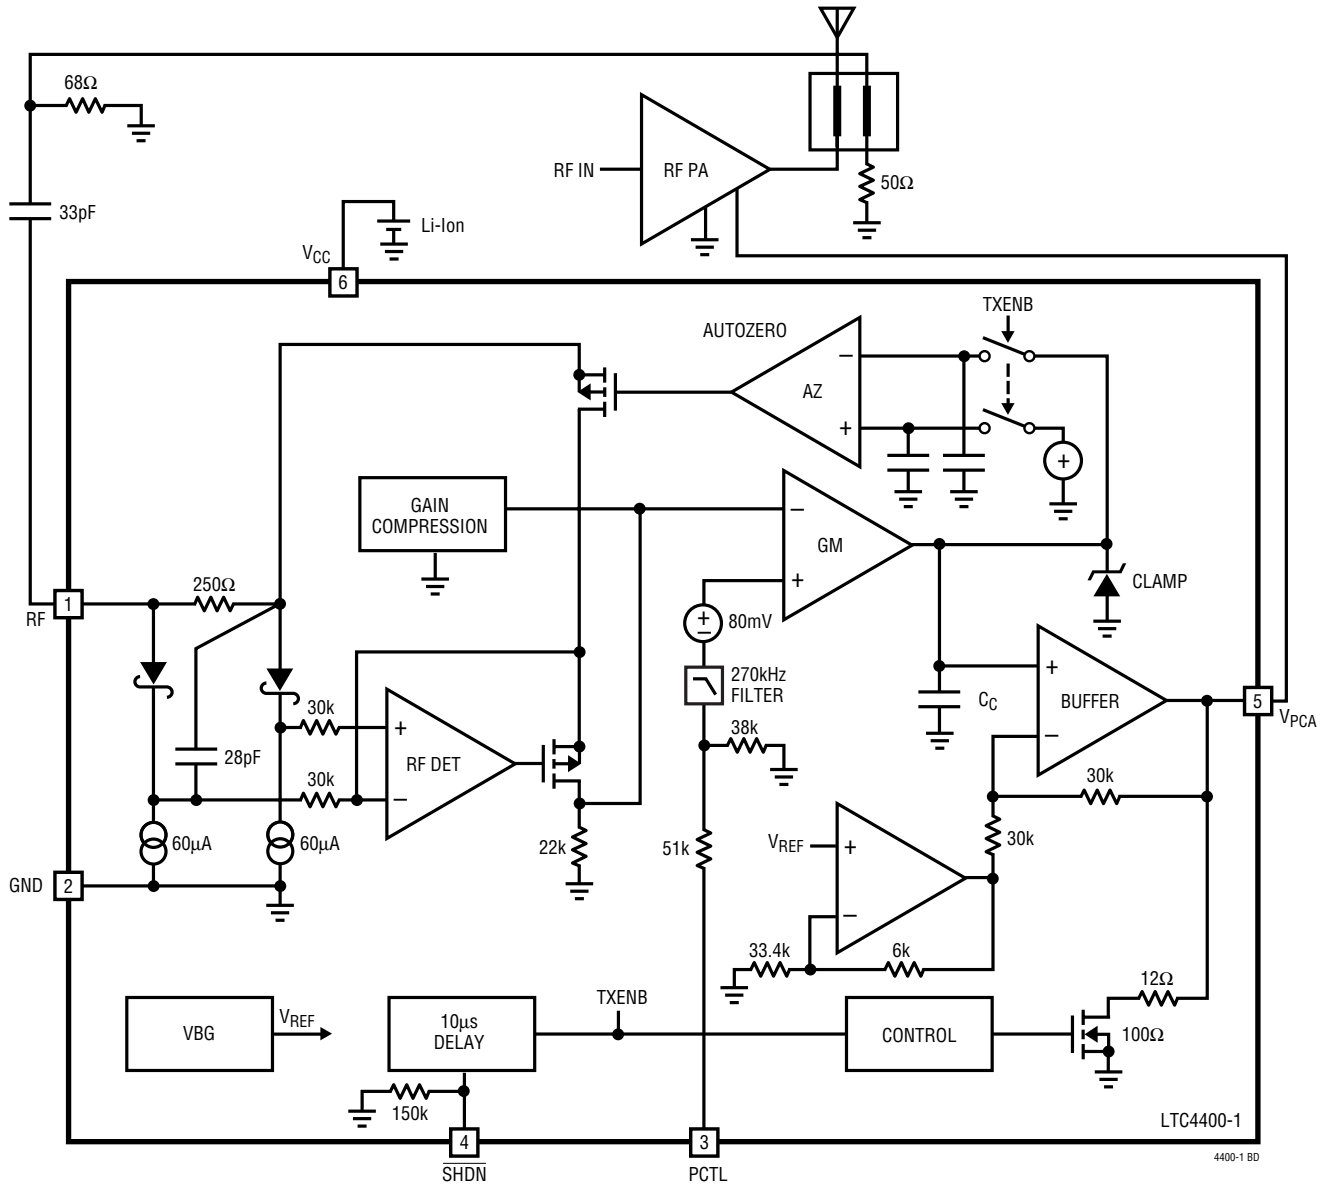 68Ω
RF IN
RF PA
50Ω
33pF
Li-Ion
VCC
6
TXENB
AUTOZERO
−
AZ
+
+
GAIN
COMPRESSION
−
GM
+
250Ω
1
RF
CLAMP
+
−
80mV
270kHz
FILTER
30k
+
RF DET
28pF
30k
−
38k
CC
+
BUFFER
−
5
VPCA
30k
60µA
60µA
22k
51k
VREF
+
−
30k
GND
2
33.4k
6k
12Ω
VBG
VREF
10µs
DELAY
TXENB
CONTROL
100Ω
150k
4
SHDN
3
PCTL
LTC4400-1
4400-1 BD